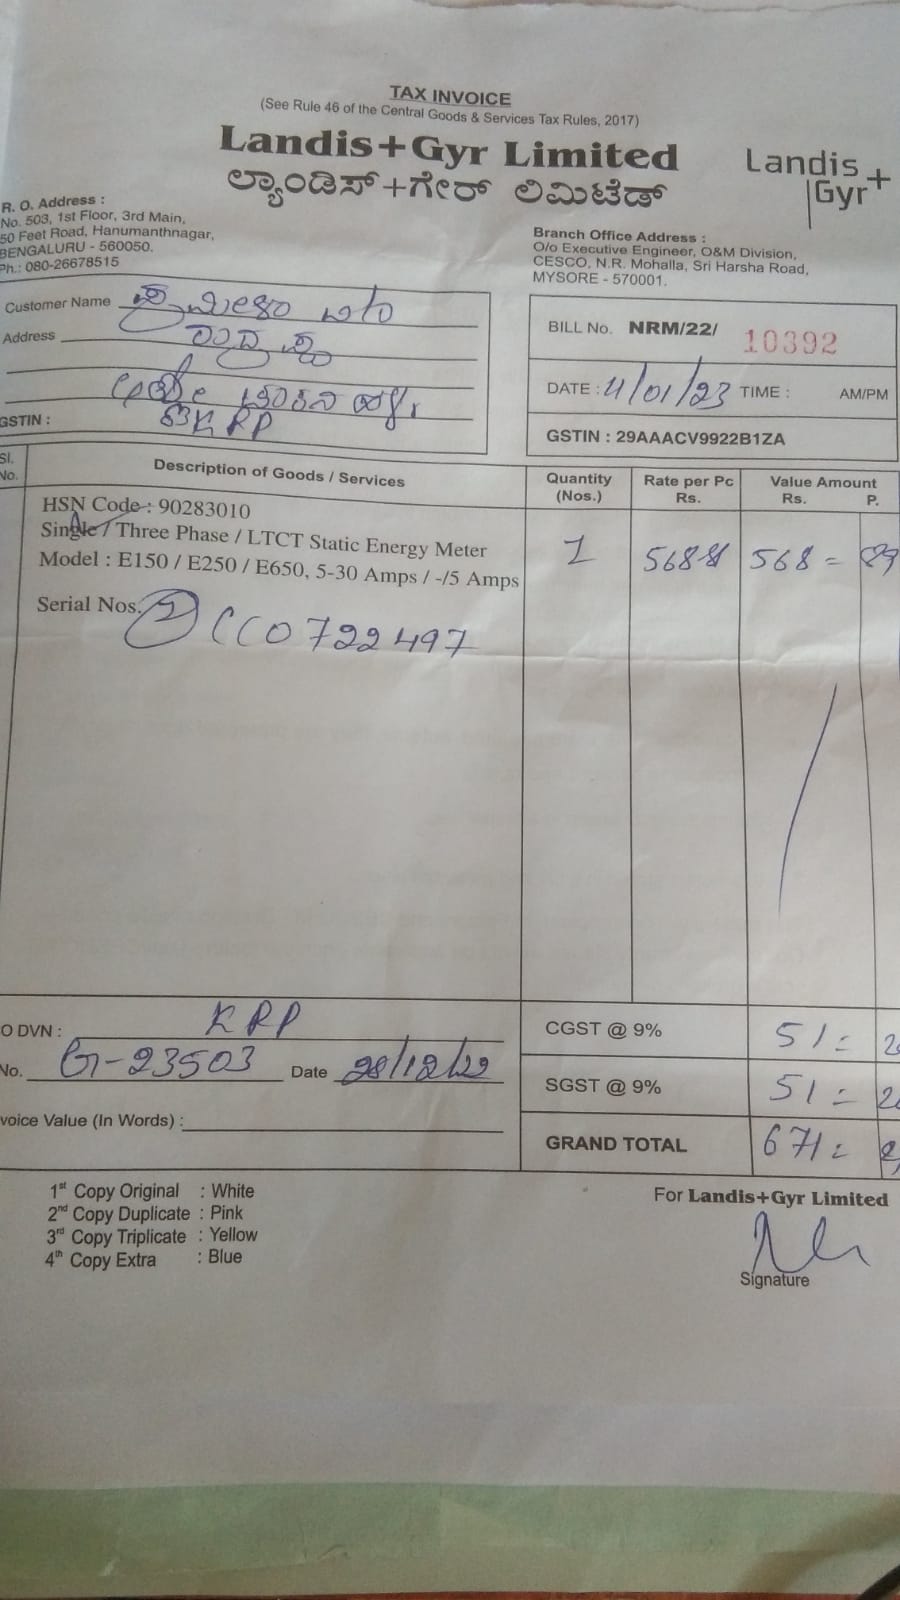 TAX INVOICE
(See Rule 46 of the Central Goods & Services Tax Rules, 2017)
Landis+Gyr Limited
ಲ್ಯಾಂಡಿಸ್+ಗೇರ್ ಲಿಮಿಟೆಡ್
Landis+
Gyr
R. O. Address :
No. 503, 1st Floor, 3rd Main,
50 Feet Road, Hanumanthnagar,
BENGALURU - 560050.
Ph.: 080-26678515
Branch Office Address :
O/o Executive Engineer, O&M Division,
CESCO, N.R. Mohalla, Sri Harsha Road,
MYSORE - 570001.
Customer Name
Address
GSTIN : KRP
BILL No. NRM/22/ 10392
DATE : 4/01/23 TIME : AM/PM
GSTIN : 29AAACV9922B1ZA
Sl. No. Description of Goods / Services Quantity (Nos.) Rate per Pc Rs. Value Amount Rs. P.
HSN Code : 90283010
Single / Three Phase / LTCT Static Energy Meter
Model : E150 / E250 / E650, 5-30 Amps / -/5 Amps
1 568 568 = 89
Serial Nos. CC0722497
O DVN : KRP
No. G-23503 Date 28/12/22
voice Value (In Words) :
CGST @ 9% 51=
SGST @ 9% 51=
GRAND TOTAL 671=
1st Copy Original : White
2nd Copy Duplicate : Pink
3rd Copy Triplicate : Yellow
4th Copy Extra : Blue
For Landis+Gyr Limited
Signature